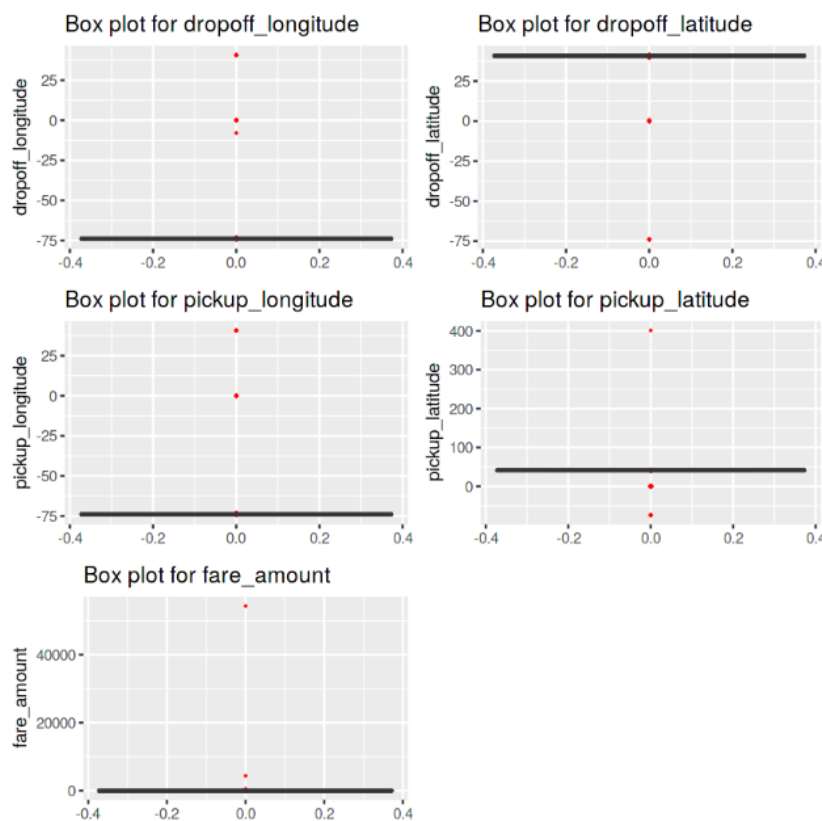 Box plot for dropoff_longitude
dropoff_longitude
25
0
-25
-50
-75
-0.4 -0.2 0.0 0.2 0.4
Box plot for dropoff_latitude
dropoff_latitude
25
0
-25
-50
-75
-0.4 -0.2 0.0 0.2 0.4
Box plot for pickup_longitude
pickup_longitude
25
0
-25
-50
-75
-0.4 -0.2 0.0 0.2 0.4
Box plot for pickup_latitude
pickup_latitude
400
300
200
100
0
-0.4 -0.2 0.0 0.2 0.4
Box plot for fare_amount
fare_amount
40000
20000
0
-0.4 -0.2 0.0 0.2 0.4